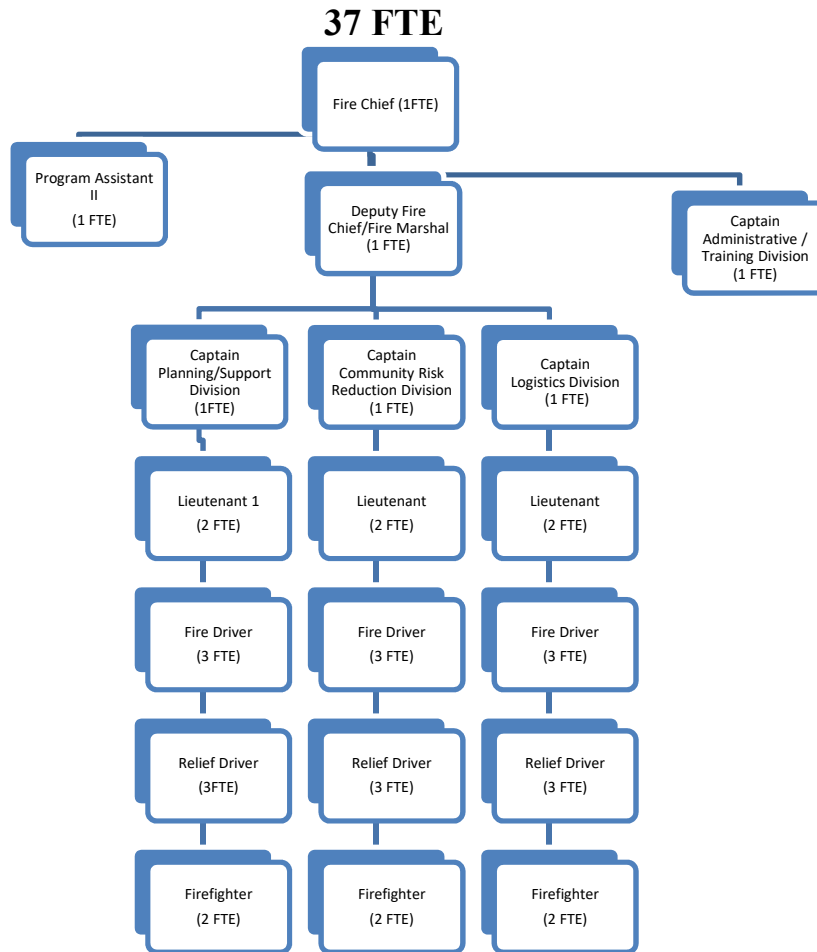 37 FTE
Fire Chief (1FTE)
Program Assistant
II
(1 FTE)
Deputy Fire
Chief/Fire Marshal
(1 FTE)
Captain
Administrative /
Training Division
(1 FTE)
Captain
Planning/Support
Division
(1FTE)
Captain
Community Risk
Reduction Division
(1 FTE)
Captain
Logistics Division
(1 FTE)
Lieutenant 1
(2 FTE)
Lieutenant
(2 FTE)
Lieutenant
(2 FTE)
Fire Driver
(3 FTE)
Fire Driver
(3 FTE)
Fire Driver
(3 FTE)
Relief Driver
(3FTE)
Relief Driver
(3 FTE)
Relief Driver
(3 FTE)
Firefighter
(2 FTE)
Firefighter
(2 FTE)
Firefighter
(2 FTE)